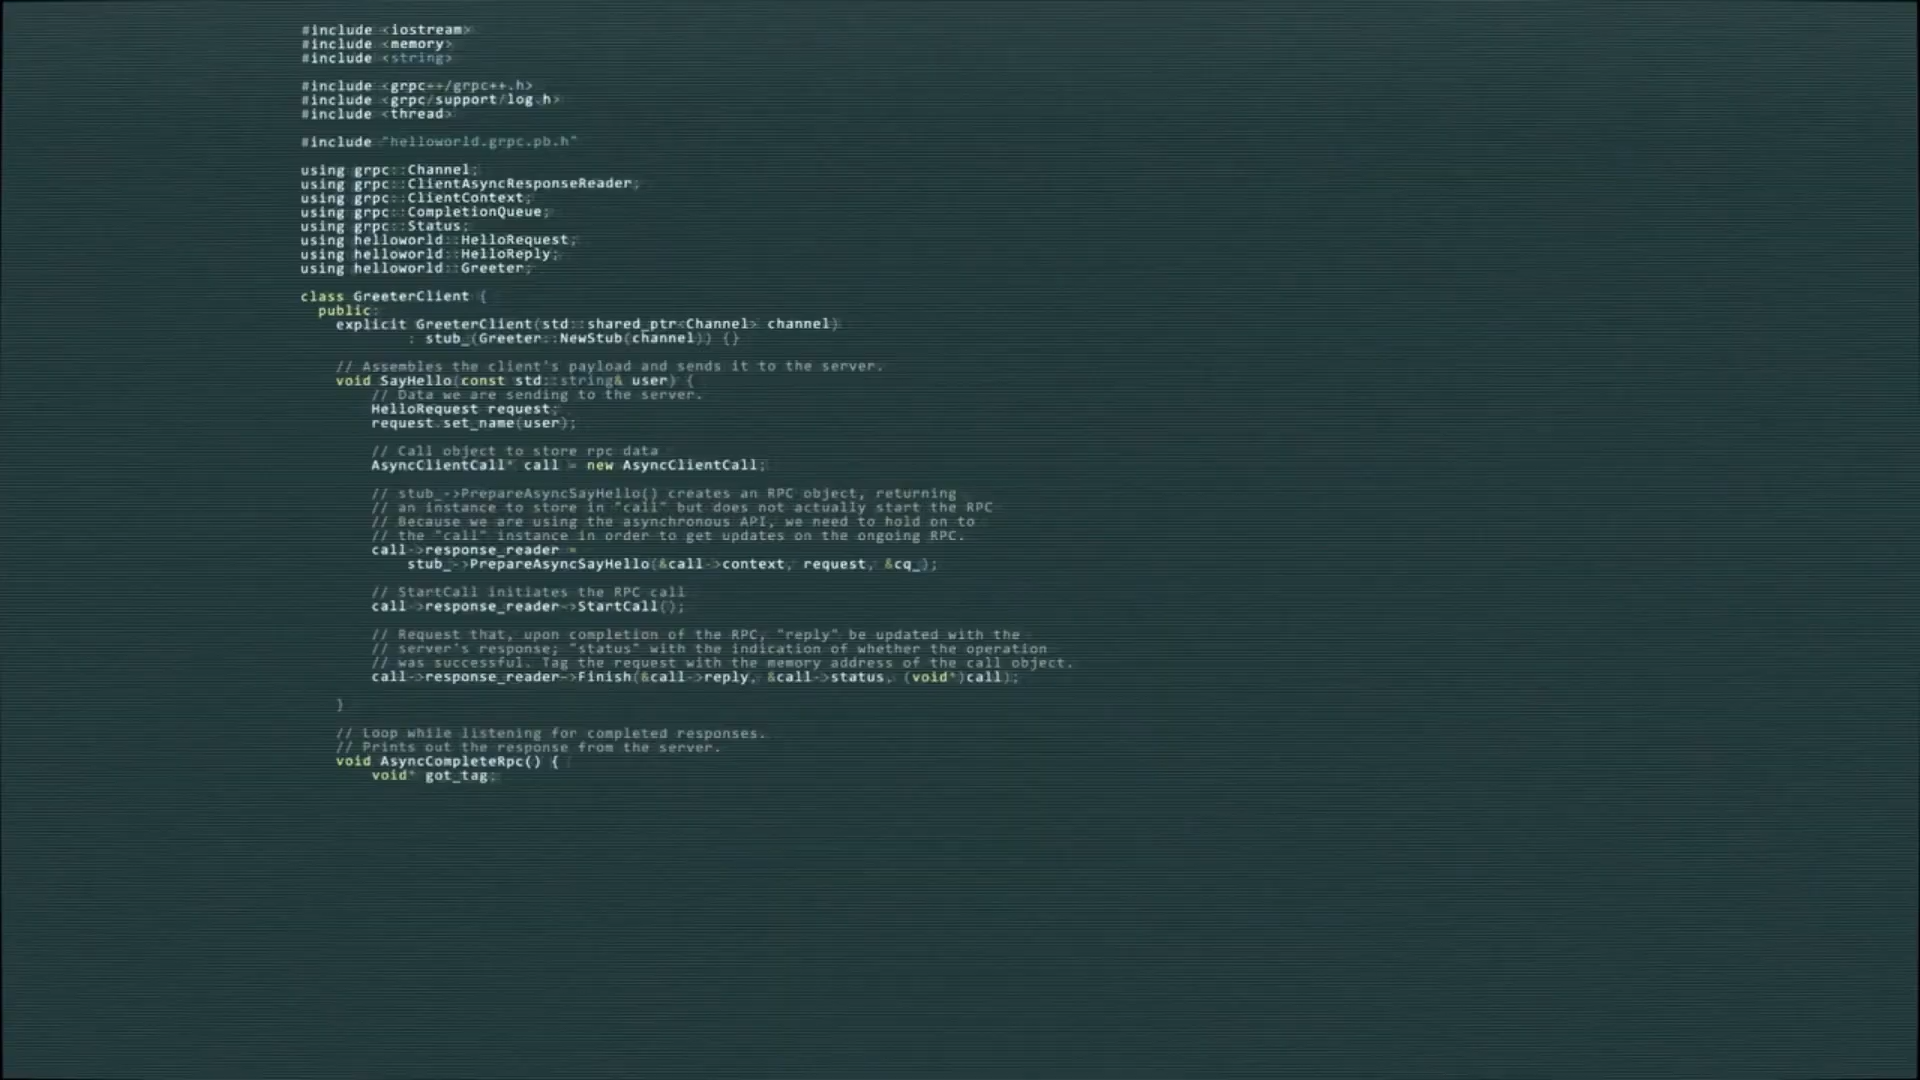 #include <iostream>
#include <memory>
#include <string>
#include <grpc++/grpc++.h>
#include <grpc/support/log.h>
#include <thread>
#include "helloworld.grpc.pb.h"
using grpc::Channel;
using grpc::ClientAsyncResponseReader;
using grpc::ClientContext;
using grpc::CompletionQueue;
using grpc::Status;
using helloworld::HelloRequest;
using helloworld::HelloReply;
using helloworld::Greeter;
class GreeterClient {
public:
explicit GreeterClient(std::shared_ptr<Channel> channel)
: stub_(Greeter::NewStub(channel)) {}
// Assembles the client's payload and sends it to the server.
void SayHello(const std::string& user) {
// Data we are sending to the server.
HelloRequest request;
request.set_name(user);
// Call object to store rpc data
AsyncClientCall* call = new AsyncClientCall;
// stub_->PrepareAsyncSayHello() creates an RPC object, returning
// an instance to store in "call" but does not actually start the RPC
// Because we are using the asynchronous API, we need to hold on to
// the "call" instance in order to get updates on the ongoing RPC.
call->response_reader =
stub_->PrepareAsyncSayHello(&call->context, request, &cq_);
// StartCall initiates the RPC call
call->response_reader->StartCall();
// Request that, upon completion of the RPC, "reply" be updated with the
// server's response; "status" with the indication of whether the operation
// was successful. Tag the request with the memory address of the call object.
call->response_reader->Finish(&call->reply, &call->status, (void*)call);
}
// Loop while listening for completed responses.
// Prints out the response from the server.
void AsyncCompleteRpc() {
void* got_tag;